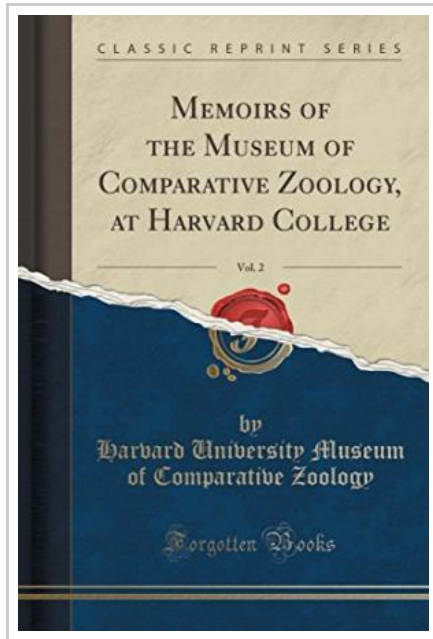 CLASSIC REPRINT SERIES
MEMOIRS OF
THE MUSEUM OF
COMPARATIVE ZOOLOGY,
AT HARVARD COLLEGE
Vol. 2
by
Harvard University Museum
of Comparative Zoology
Forgotten Books